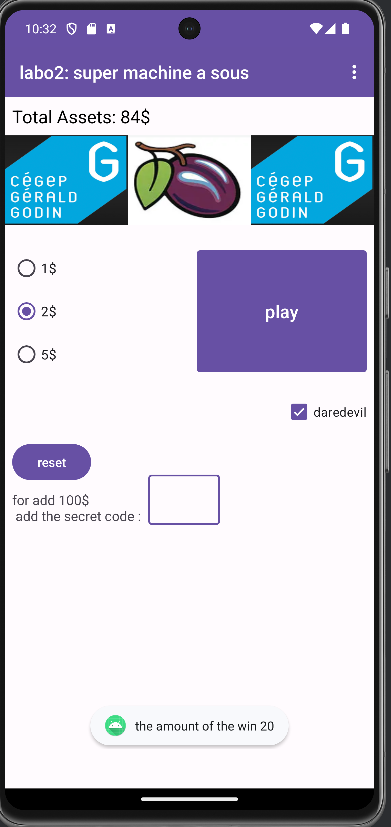 10:32
labo2: super machine a sous
Total Assets: 84$
G
CÉGEP
GÉRALD
GODIN
G
CÉGEP
GÉRALD
GODIN
1$
2$
5$
play
daredevil
reset
for add 100$
add the secret code :
the amount of the win 20